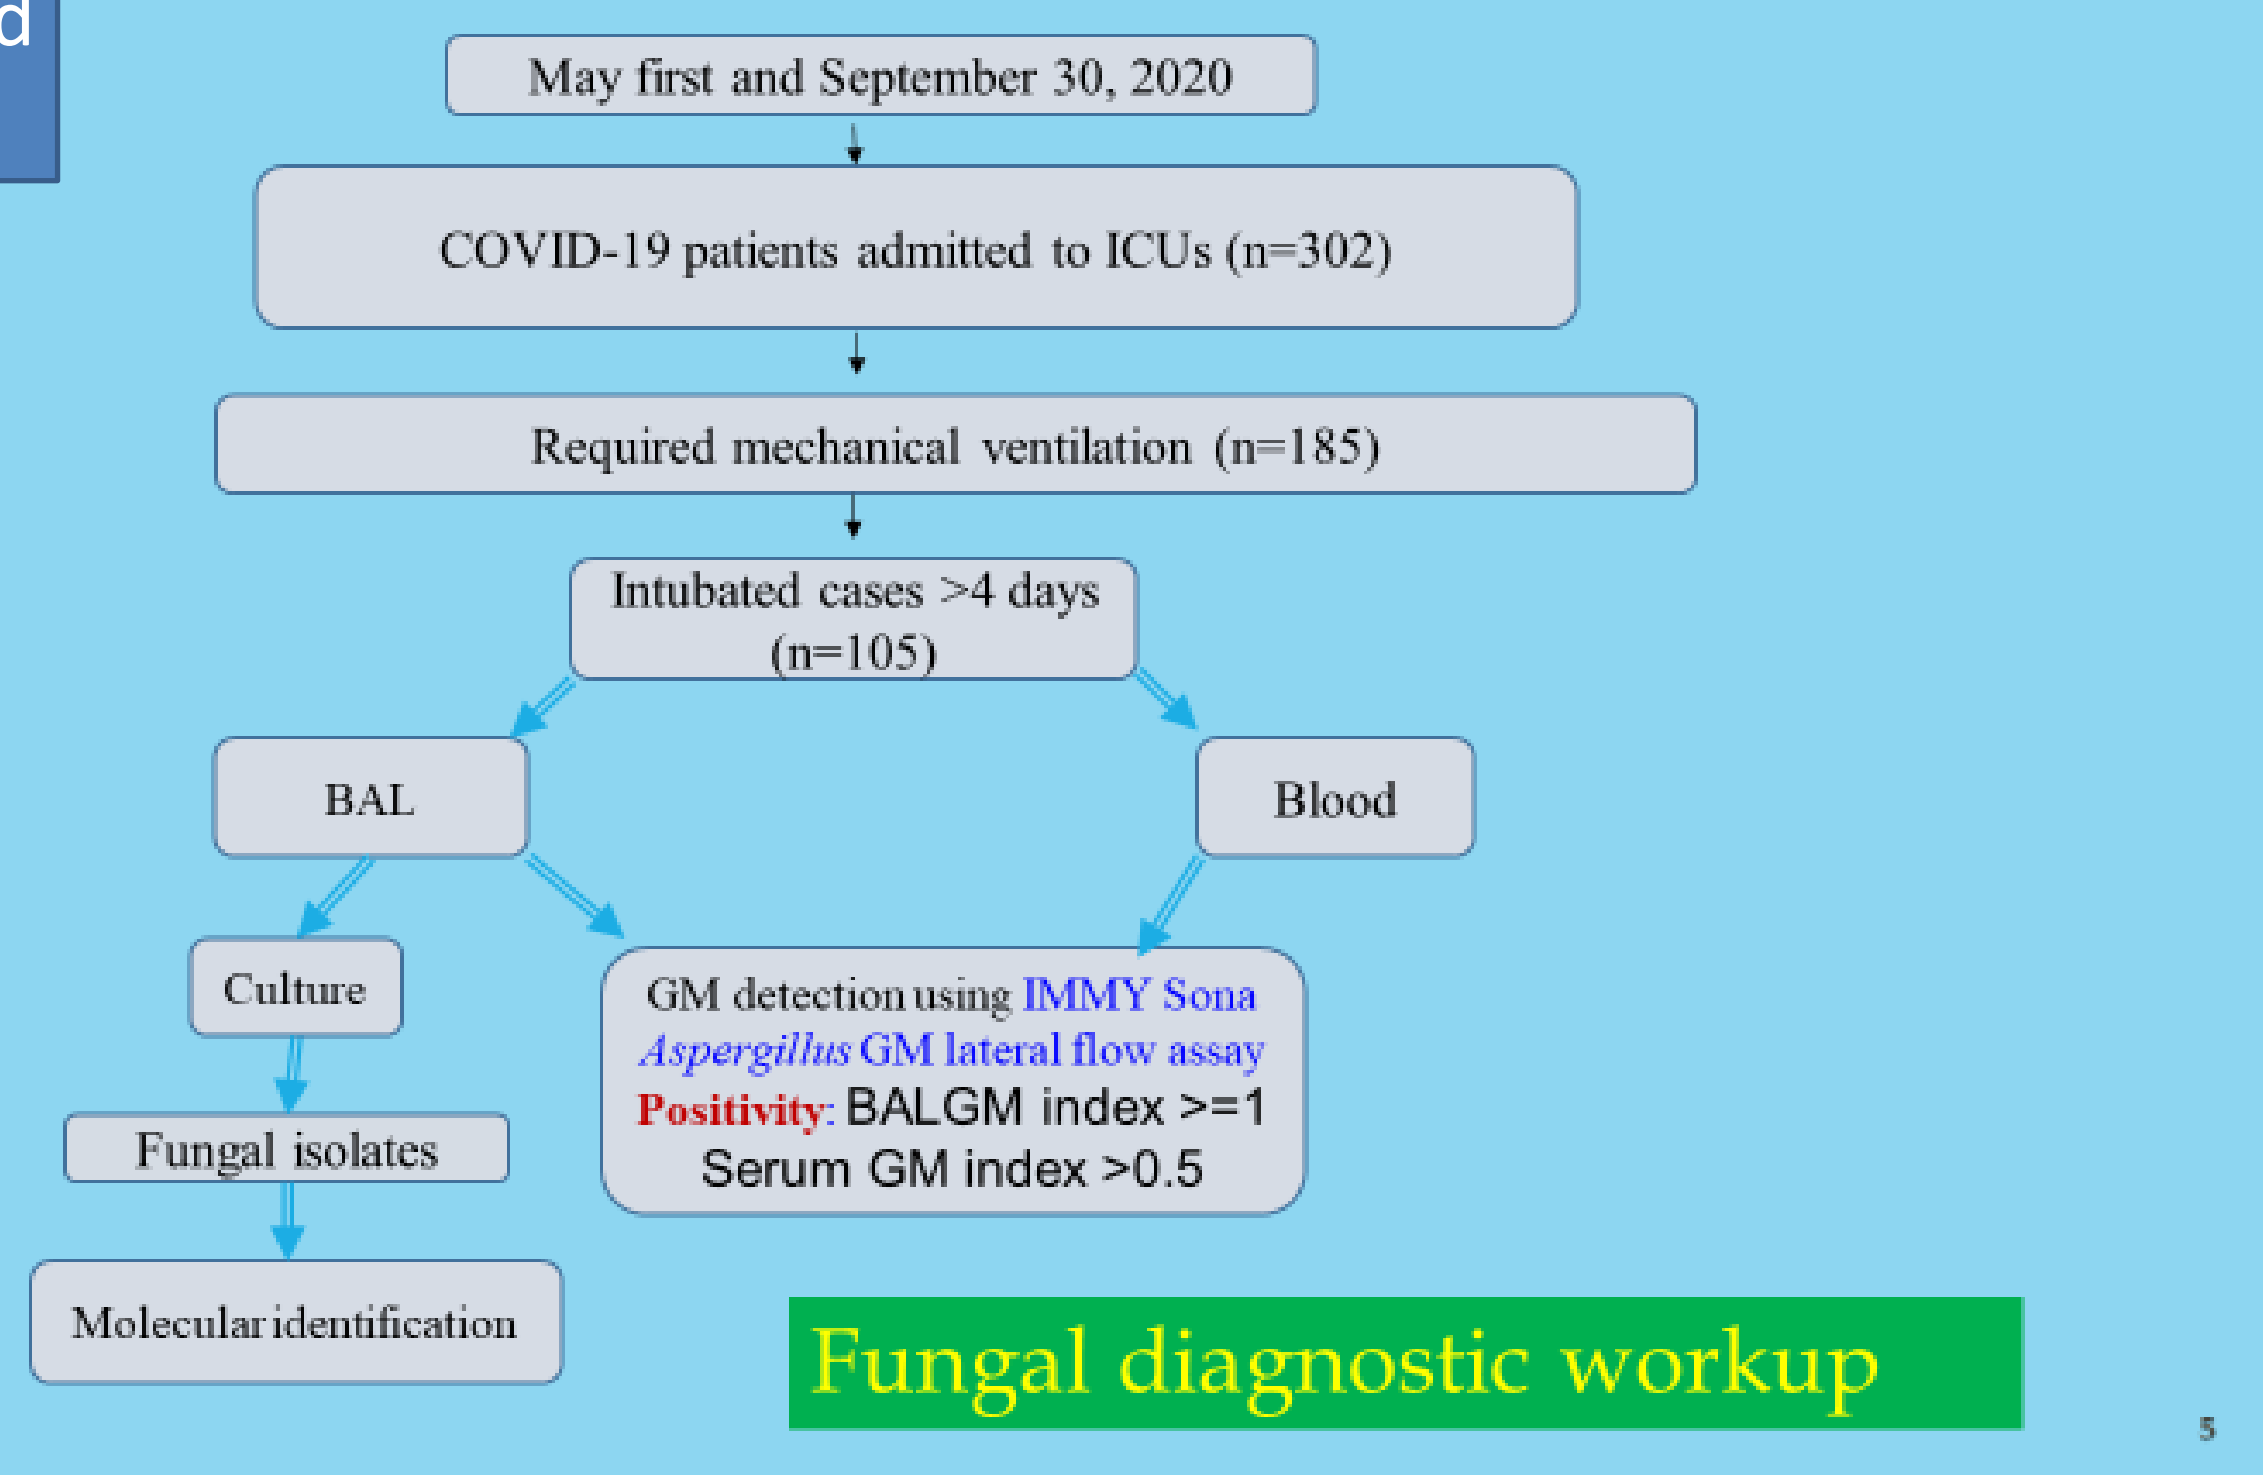 d
May first and September 30, 2020
COVID-19 patients admitted to ICUs (n=302)
Required mechanical ventilation (n=185)
Intubated cases >4 days
(n=105)
BAL
Blood
Culture
GM detection using IMMY Sona
Aspergillus GM lateral flow assay
Positivity: BALGM index >=1
Serum GM index >0.5
Fungal isolates
Molecular identification
Fungal diagnostic workup
5